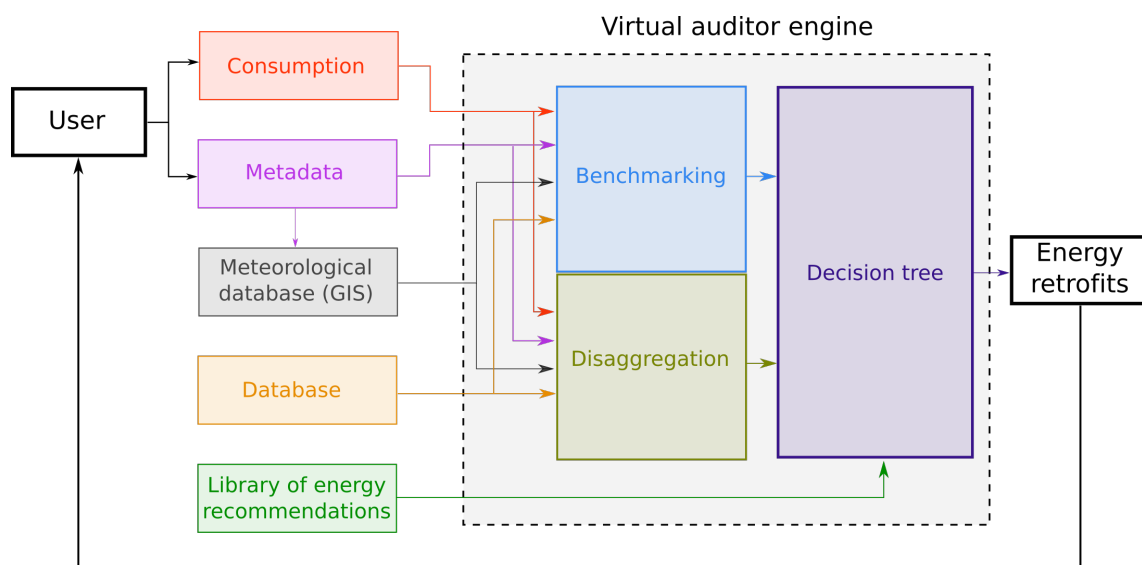 Virtual auditor engine
User
Consumption
Metadata
Meteorological
database (GIS)
Database
Library of energy
recommendations
Benchmarking
Disaggregation
Decision tree
Energy
retrofits